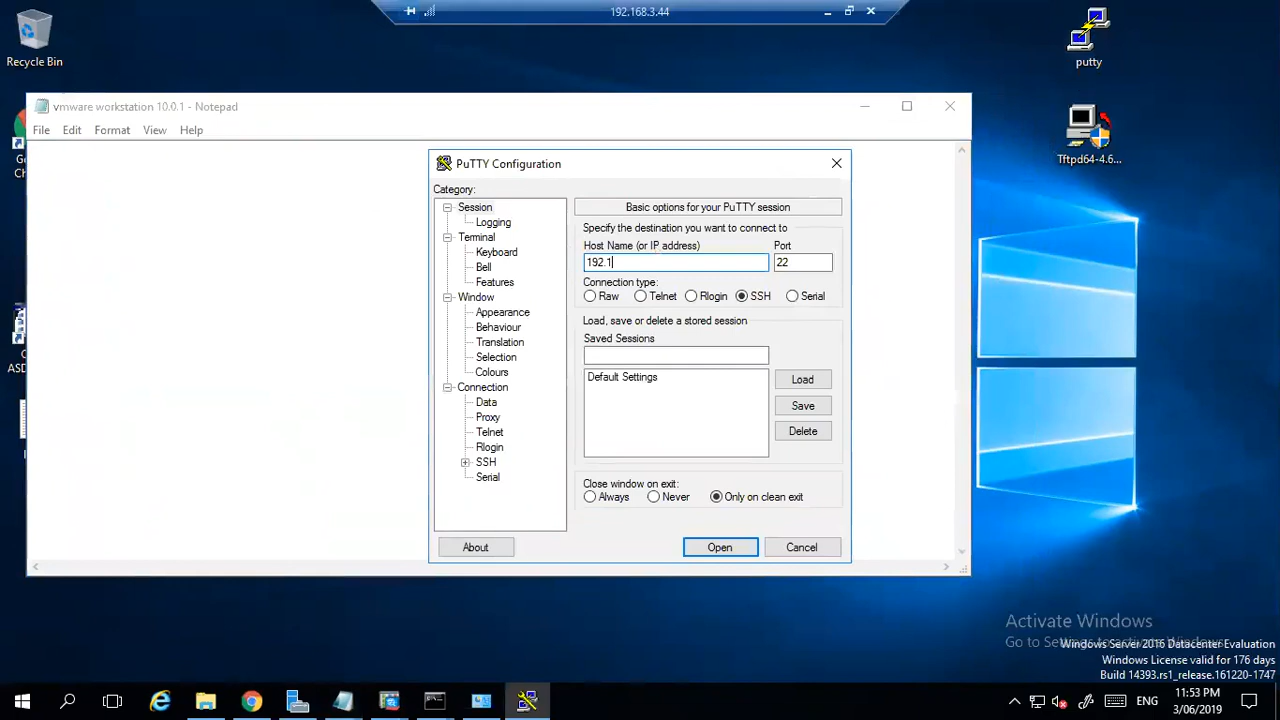 192.168.3.44
Recycle Bin
putty
Tftpd64-4.6...
vmware workstation 10.0.1 - Notepad
File Edit Format View Help
PuTTY Configuration
Category:
Session
Logging
Terminal
Keyboard
Bell
Features
Window
Appearance
Behaviour
Translation
Selection
Colours
Connection
Data
Proxy
Telnet
Rlogin
SSH
Serial
Basic options for your PuTTY session
Specify the destination you want to connect to
Host Name (or IP address) Port
192.1 22
Connection type:
Raw Telnet Rlogin SSH Serial
Load, save or delete a stored session
Saved Sessions
Default Settings
Load
Save
Delete
Close window on exit:
Always Never Only on clean exit
About Open Cancel
Activate Windows
Go to Settings to activate Windows.
Windows Server 2016 Datacenter Evaluation
Windows License valid for 176 days
Build 14393.rs1_release.161220-1747
ENG
11:53 PM
3/06/2019